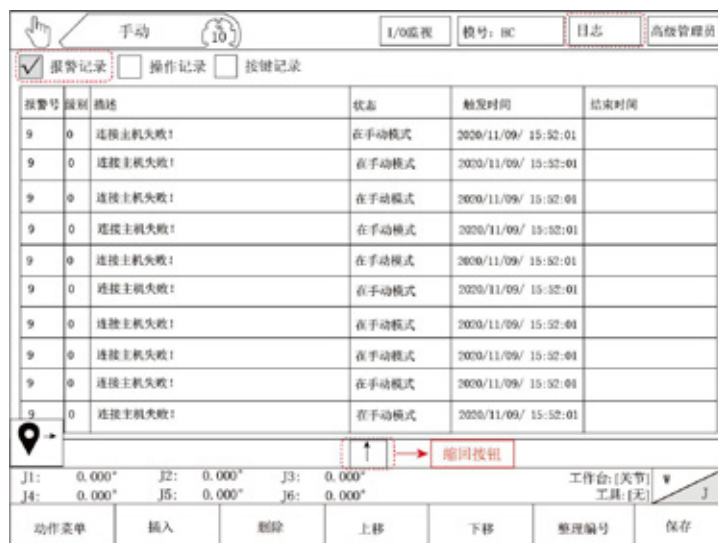 手动 10 I/O监视 模号: HC 日志 高级管理员
报警记录 操作记录 按键记录
报警号 级别 描述 状态 触发时间 结束时间
9 0 连接主机失败! 在手动模式 2020/11/09/ 15:52:01
9 0 连接主机失败! 在手动模式 2020/11/09/ 15:52:01
9 0 连接主机失败! 在手动模式 2020/11/09/ 15:52:01
9 0 连接主机失败! 在手动模式 2020/11/09/ 15:52:01
9 0 连接主机失败! 在手动模式 2020/11/09/ 15:52:01
9 0 连接主机失败! 在手动模式 2020/11/09/ 15:52:01
9 0 连接主机失败! 在手动模式 2020/11/09/ 15:52:01
9 0 连接主机失败! 在手动模式 2020/11/09/ 15:52:01
9 0 连接主机失败! 在手动模式 2020/11/09/ 15:52:01
9 0 连接主机失败! 在手动模式 2020/11/09/ 15:52:01
缩回按钮
J1: 0.000° J2: 0.000° J3: 0.000° 工作台:[关节] W
J4: 0.000° J5: 0.000° J6: 0.000° 工具:[无] J
动作菜单 插入 删除 上移 下移 整理编号 保存